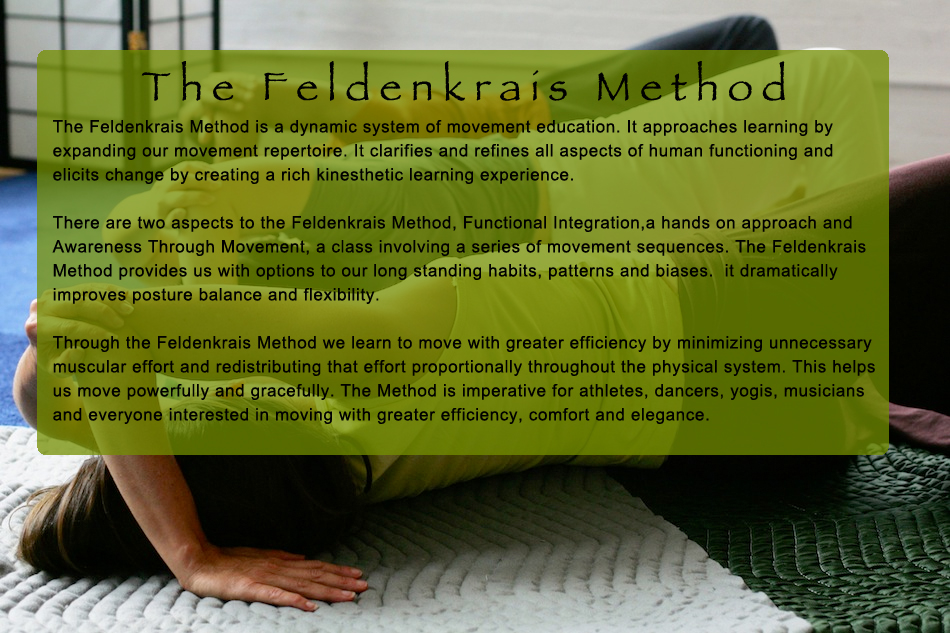 The Feldenkrais Method
The Feldenkrais Method is a dynamic system of movement education. It approaches learning by
expanding our movement repertoire. It clarifies and refines all aspects of human functioning and
elicits change by creating a rich kinesthetic learning experience.
There are two aspects to the Feldenkrais Method, Functional Integration,a hands on approach and
Awareness Through Movement, a class involving a series of movement sequences. The Feldenkrais
Method provides us with options to our long standing habits, patterns and biases.  it dramatically
improves posture balance and flexibility.
Through the Feldenkrais Method we learn to move with greater efficiency by minimizing unnecessary
muscular effort and redistributing that effort proportionally throughout the physical system. This helps
us move powerfully and gracefully. The Method is imperative for athletes, dancers, yogis, musicians
and everyone interested in moving with greater efficiency, comfort and elegance.